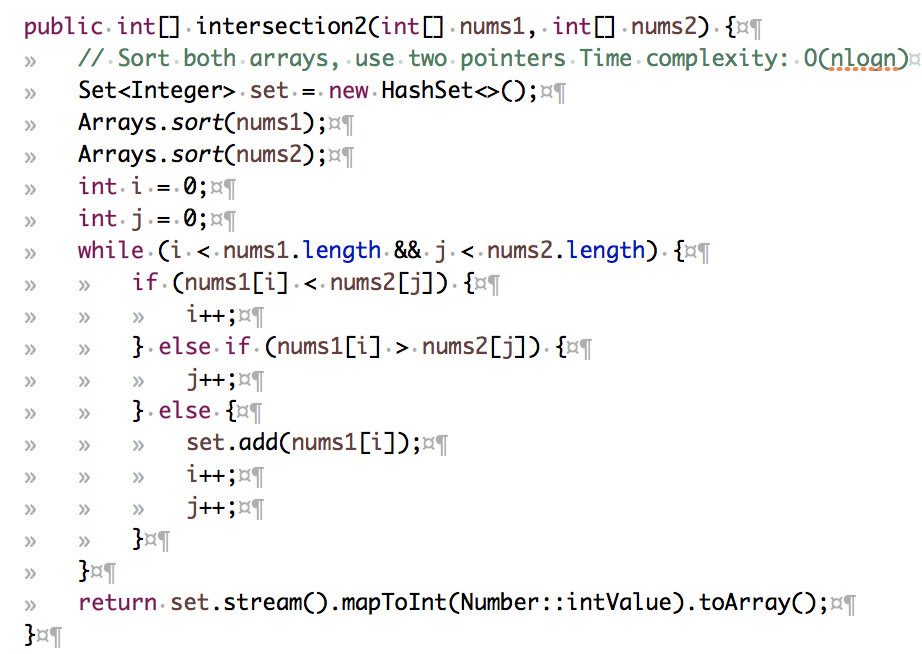 public int[] intersection2(int[] nums1, int[] nums2) {¤¶
»	// Sort both arrays, use two pointers Time complexity: O(nlogn)¤
»	Set<Integer> set = new HashSet<>();¤¶
»	Arrays.sort(nums1);¤¶
»	Arrays.sort(nums2);¤¶
»	int i = 0;¤¶
»	int j = 0;¤¶
»	while (i < nums1.length && j < nums2.length) {¤¶
»	»	if (nums1[i] < nums2[j]) {¤¶
»	»	»	i++;¤¶
»	»	} else if (nums1[i] > nums2[j]) {¤¶
»	»	»	j++;¤¶
»	»	} else {¤¶
»	»	»	set.add(nums1[i]);¤¶
»	»	»	i++;¤¶
»	»	»	j++;¤¶
»	»	}¤¶
»	}¤¶
»	return set.stream().mapToInt(Number::intValue).toArray();¤¶
}¤¶